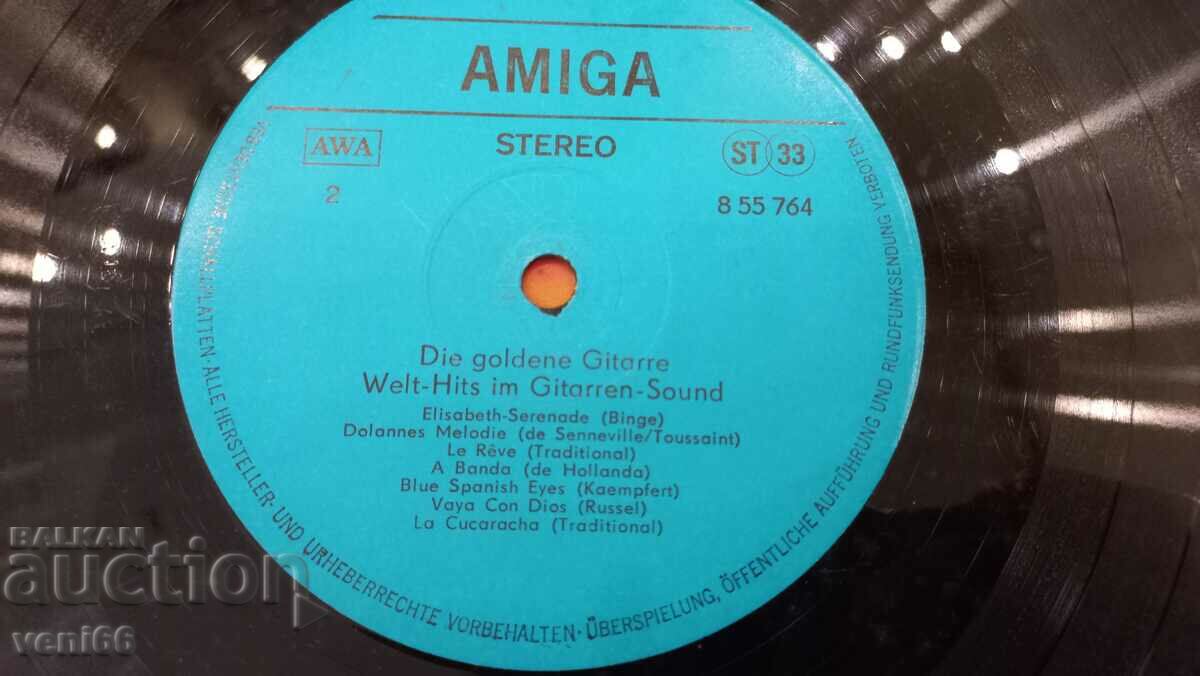 AMIGA
AWA
STEREO
ST 33
2
8 55 764
Die goldene Gitarre
Welt-Hits im Gitarren-Sound
Elisabeth-Serenade (Binge)
Dolannes Melodie (de Senneville/Toussaint)
Le Rêve (Traditional)
A Banda (de Hollanda)
Blue Spanish Eyes (Kaempfert)
Vaya Con Dios (Russel)
La Cucaracha (Traditional)
ALLE HERSTELLER- UND URHEBERRECHTE VORBEHALTEN · ÜBERSPIELUNG, ÖFFENTLICHE AUFFÜHRUNG UND RUNDFUNKSENDUNG VERBOTEN
BALKAN
auction
veni66